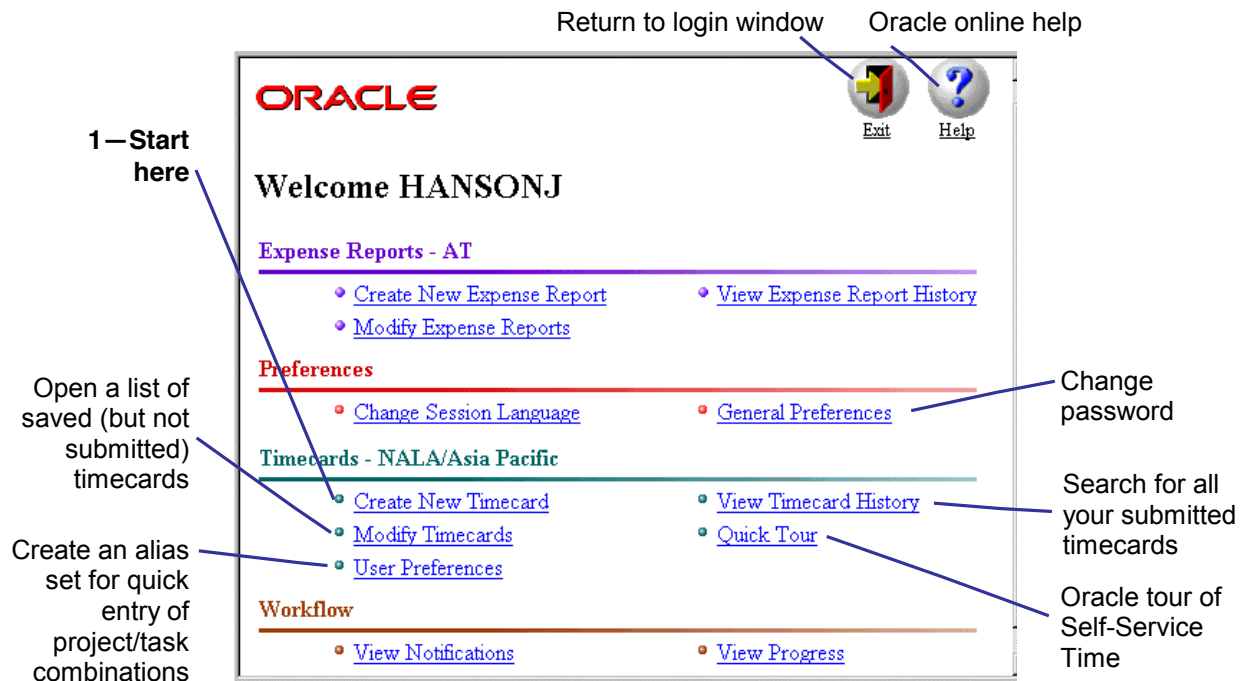 Return to login window
Oracle online help
ORACLE
Exit
Help
1—Start
here
Welcome HANSONJ
Expense Reports - AT
Create New Expense Report
View Expense Report History
Modify Expense Reports
Preferences
Change Session Language
General Preferences
Change
password
Open a list of
saved (but not
submitted)
timecards
Timecards - NALA/Asia Pacific
Create New Timecard
View Timecard History
Modify Timecards
Quick Tour
User Preferences
Search for all
your submitted
timecards
Create an alias
set for quick
entry of
project/task
combinations
Oracle tour of
Self-Service
Time
Workflow
View Notifications
View Progress